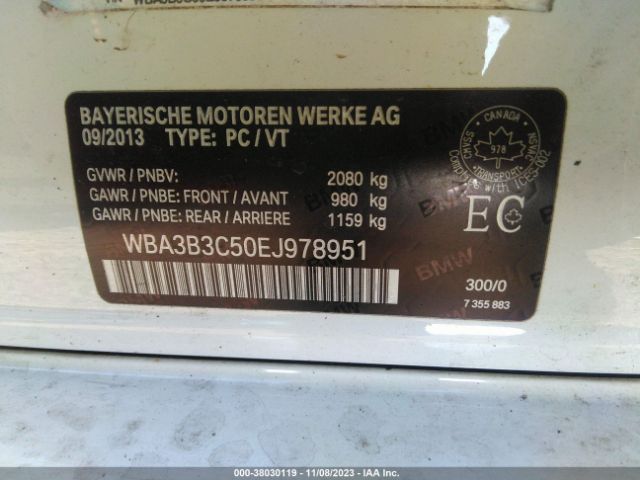 BAYERISCHE MOTOREN WERKE AG
09/2013 TYPE: PC / VT
GVWR / PNBV: 2080 kg
GAWR / PNBE: FRONT / AVANT 980 kg
GAWR / PNBE: REAR / ARRIERE 1159 kg
WBA3B3C50EJ978951
CANADA
978
TRANSPORT
EC
300/0
7 355 883
BMW
000-38030119 - 11/08/2023 - IAA Inc.